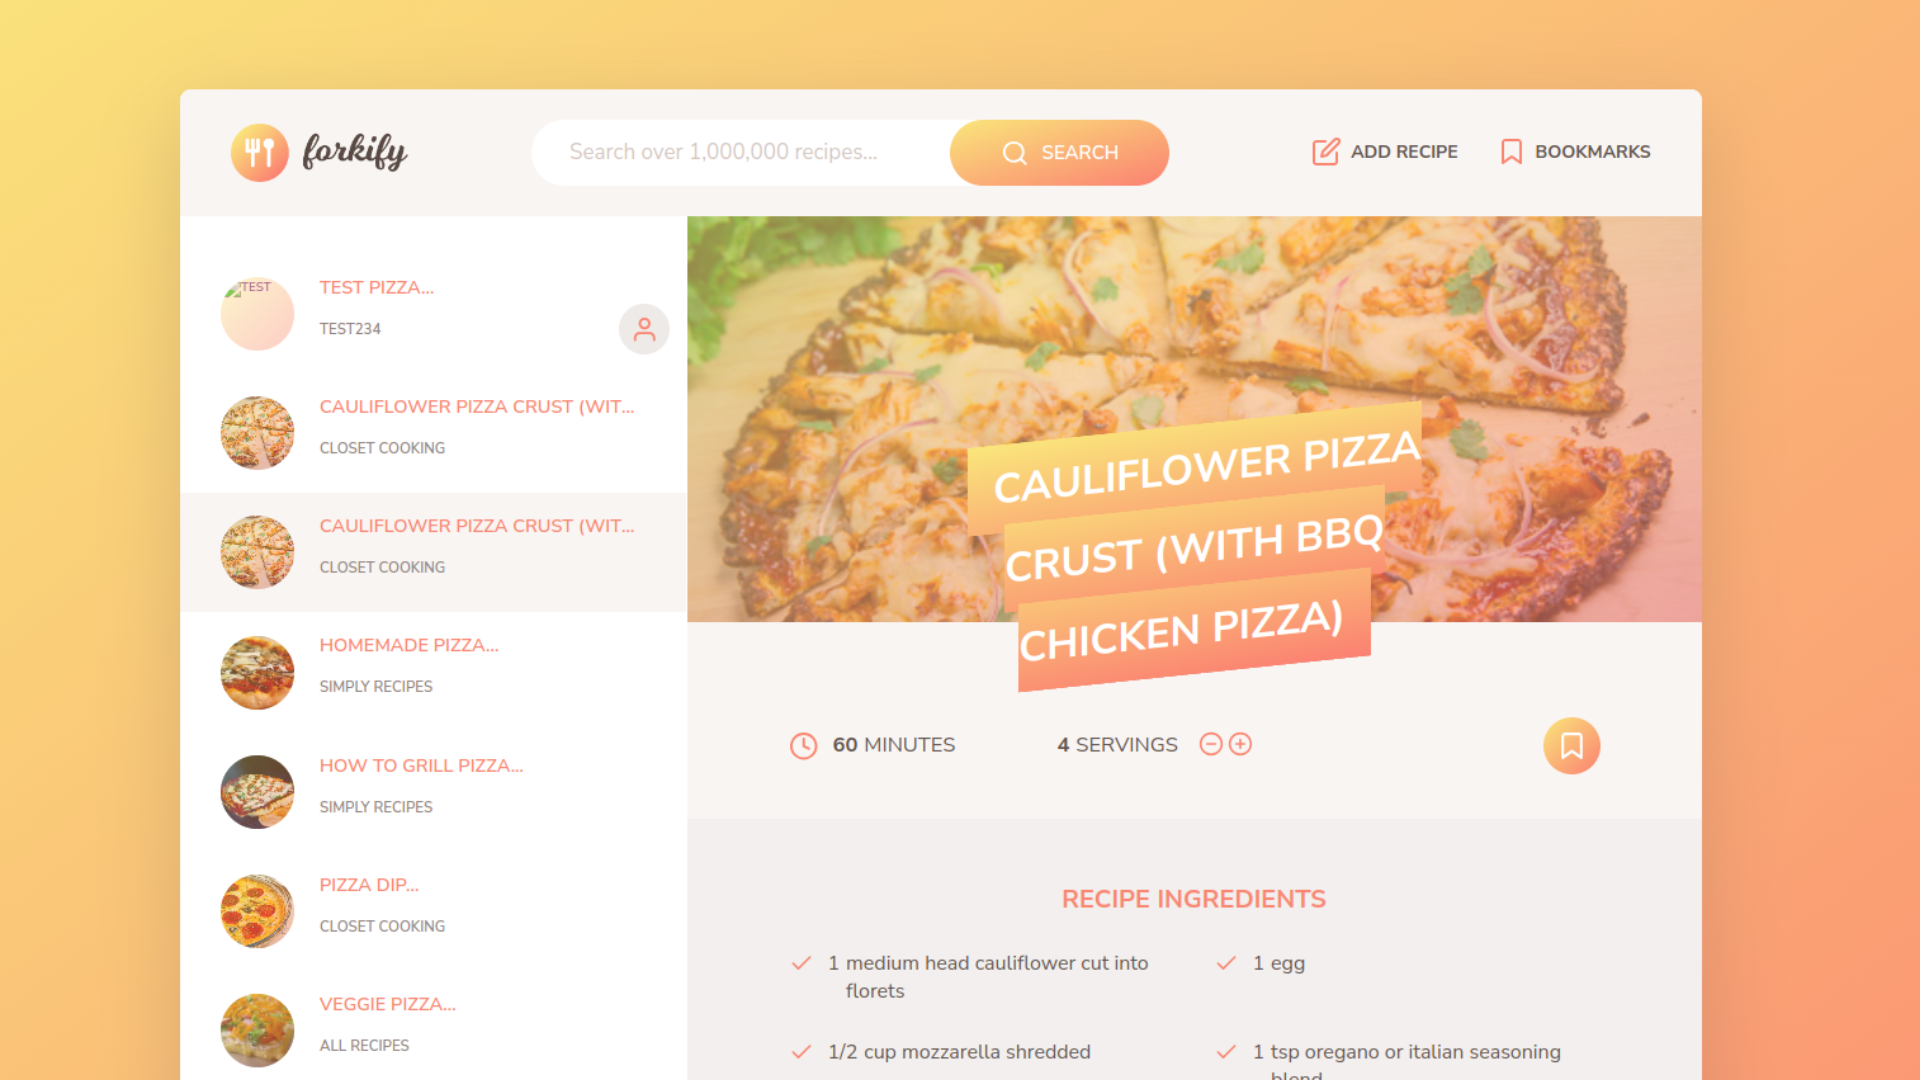 forkify
Search over 1,000,000 recipes...
SEARCH
ADD RECIPE
BOOKMARKS
TEST
TEST PIZZA...
TEST234
CAULIFLOWER PIZZA CRUST (WIT...
CLOSET COOKING
CAULIFLOWER PIZZA CRUST (WIT...
CLOSET COOKING
HOMEMADE PIZZA...
SIMPLY RECIPES
HOW TO GRILL PIZZA...
SIMPLY RECIPES
PIZZA DIP...
CLOSET COOKING
VEGGIE PIZZA...
ALL RECIPES
CAULIFLOWER PIZZA
CRUST (WITH BBQ
CHICKEN PIZZA)
60 MINUTES
4 SERVINGS
RECIPE INGREDIENTS
1 medium head cauliflower cut into
florets
1 egg
1/2 cup mozzarella shredded
1 tsp oregano or italian seasoning
blend